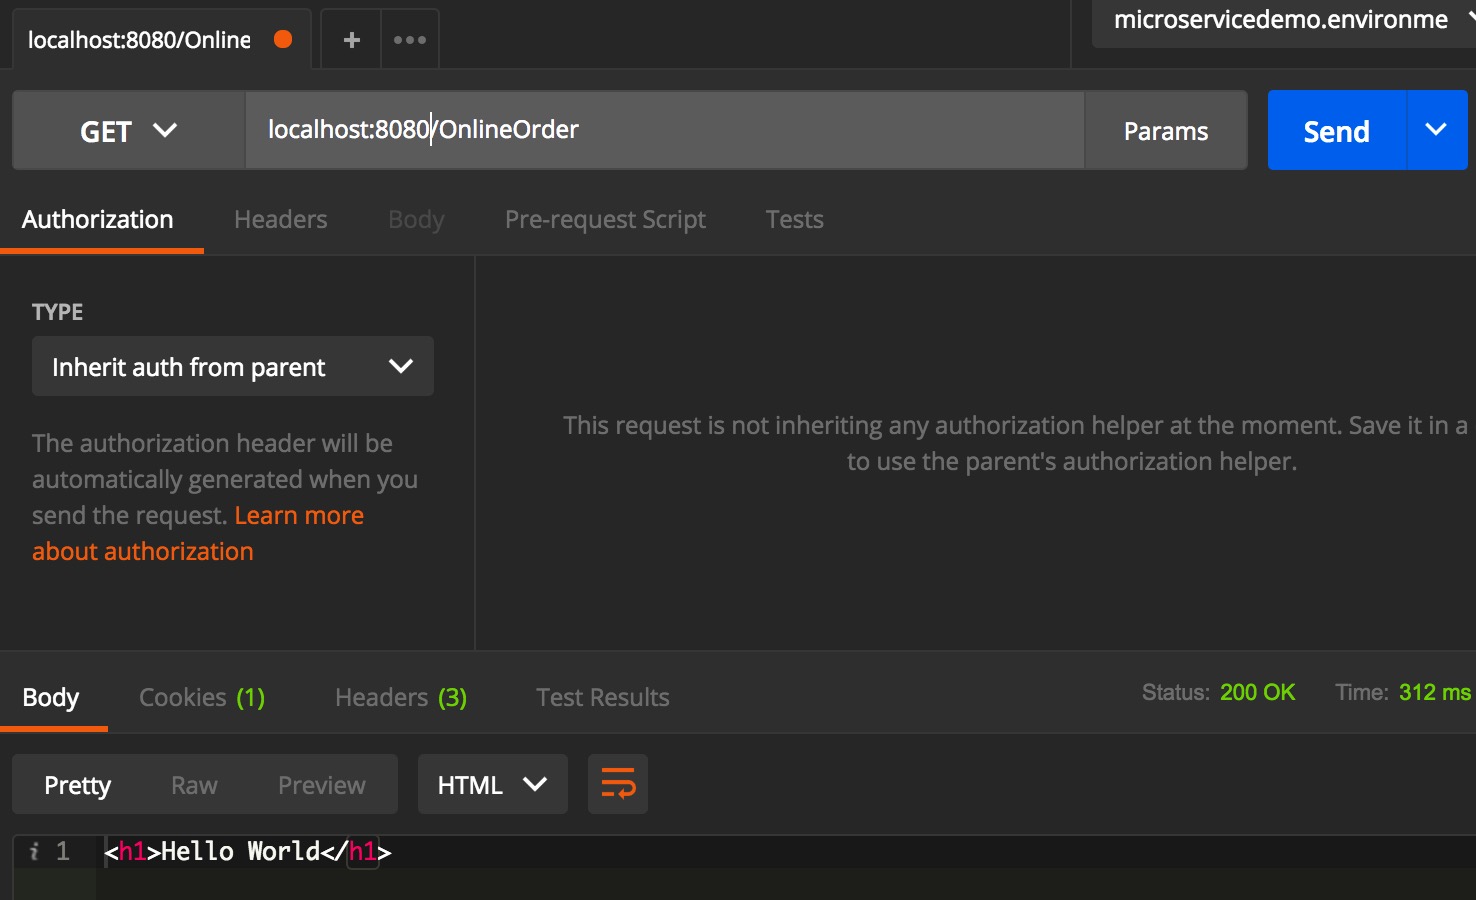 localhost:8080/Online
microservicedemo.environme
GET
localhost:8080/OnlineOrder
Params
Send
Authorization
Headers
Body
Pre-request Script
Tests
TYPE
Inherit auth from parent
The authorization header will be
automatically generated when you
send the request. Learn more
about authorization
This request is not inheriting any authorization helper at the moment. Save it in a
to use the parent's authorization helper.
Body
Cookies (1)
Headers (3)
Test Results
Status: 200 OK
Time: 312 ms
Pretty
Raw
Preview
HTML
i 1 <h1>Hello World</h1>